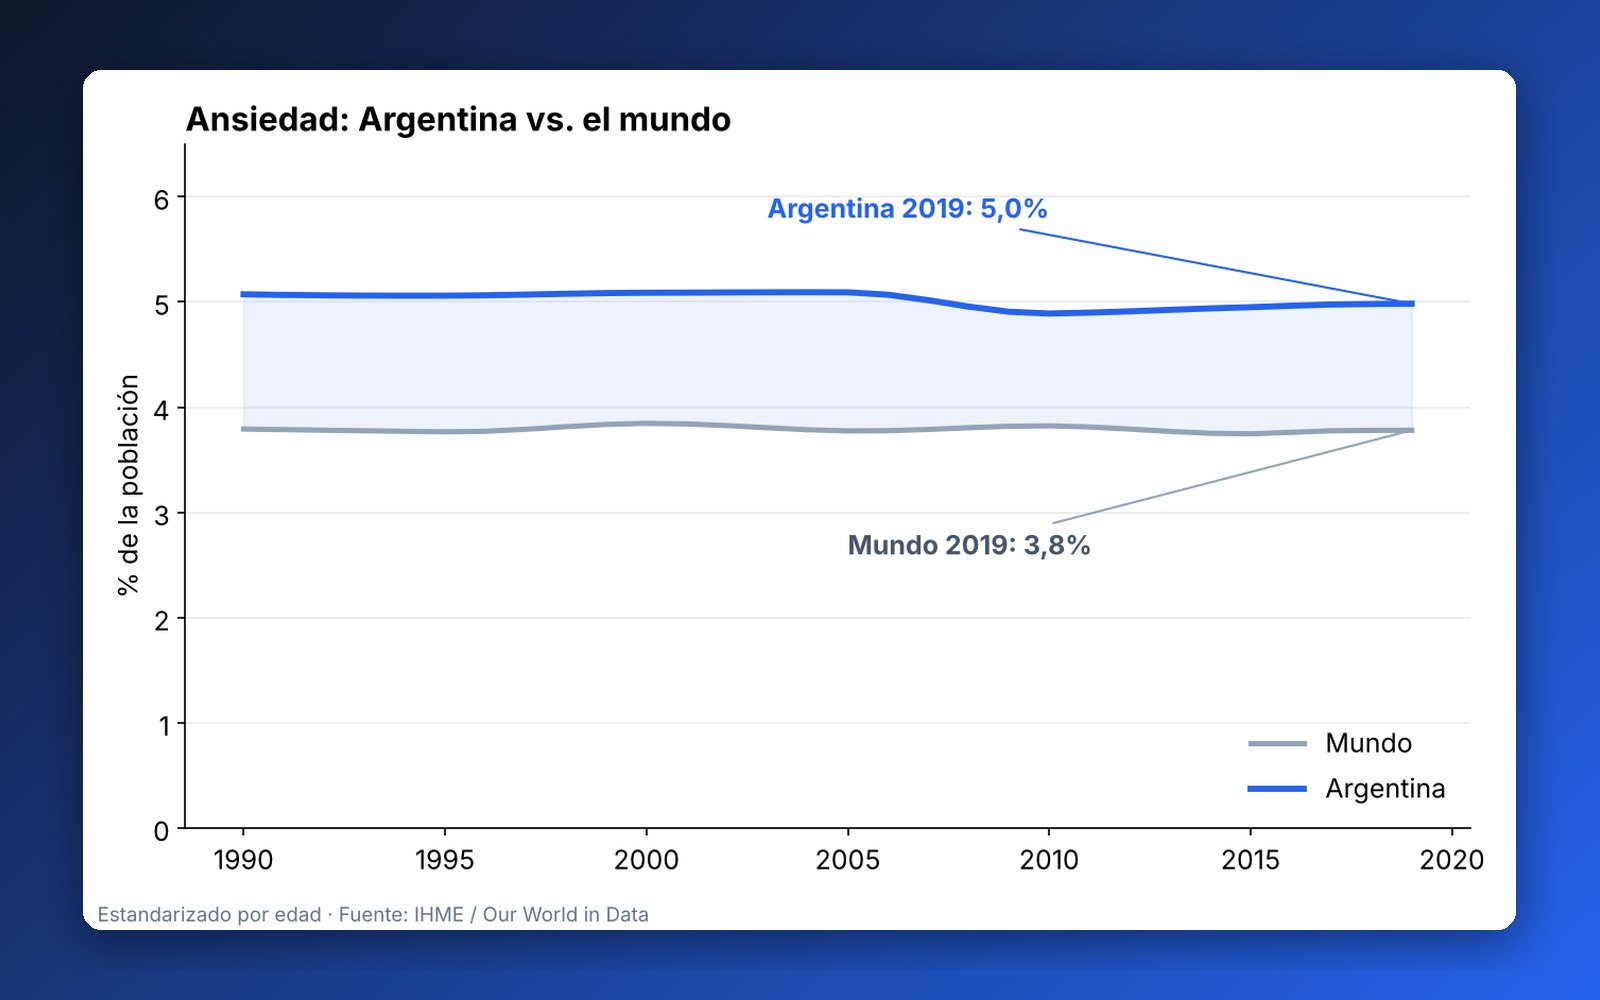 Ansiedad: Argentina vs. el mundo
% de la población
6
5
4
3
2
1
0
Argentina 2019: 5,0%
Mundo 2019: 3,8%
Mundo
Argentina
1990 1995 2000 2005 2010 2015 2020
Estandarizado por edad · Fuente: IHME / Our World in Data